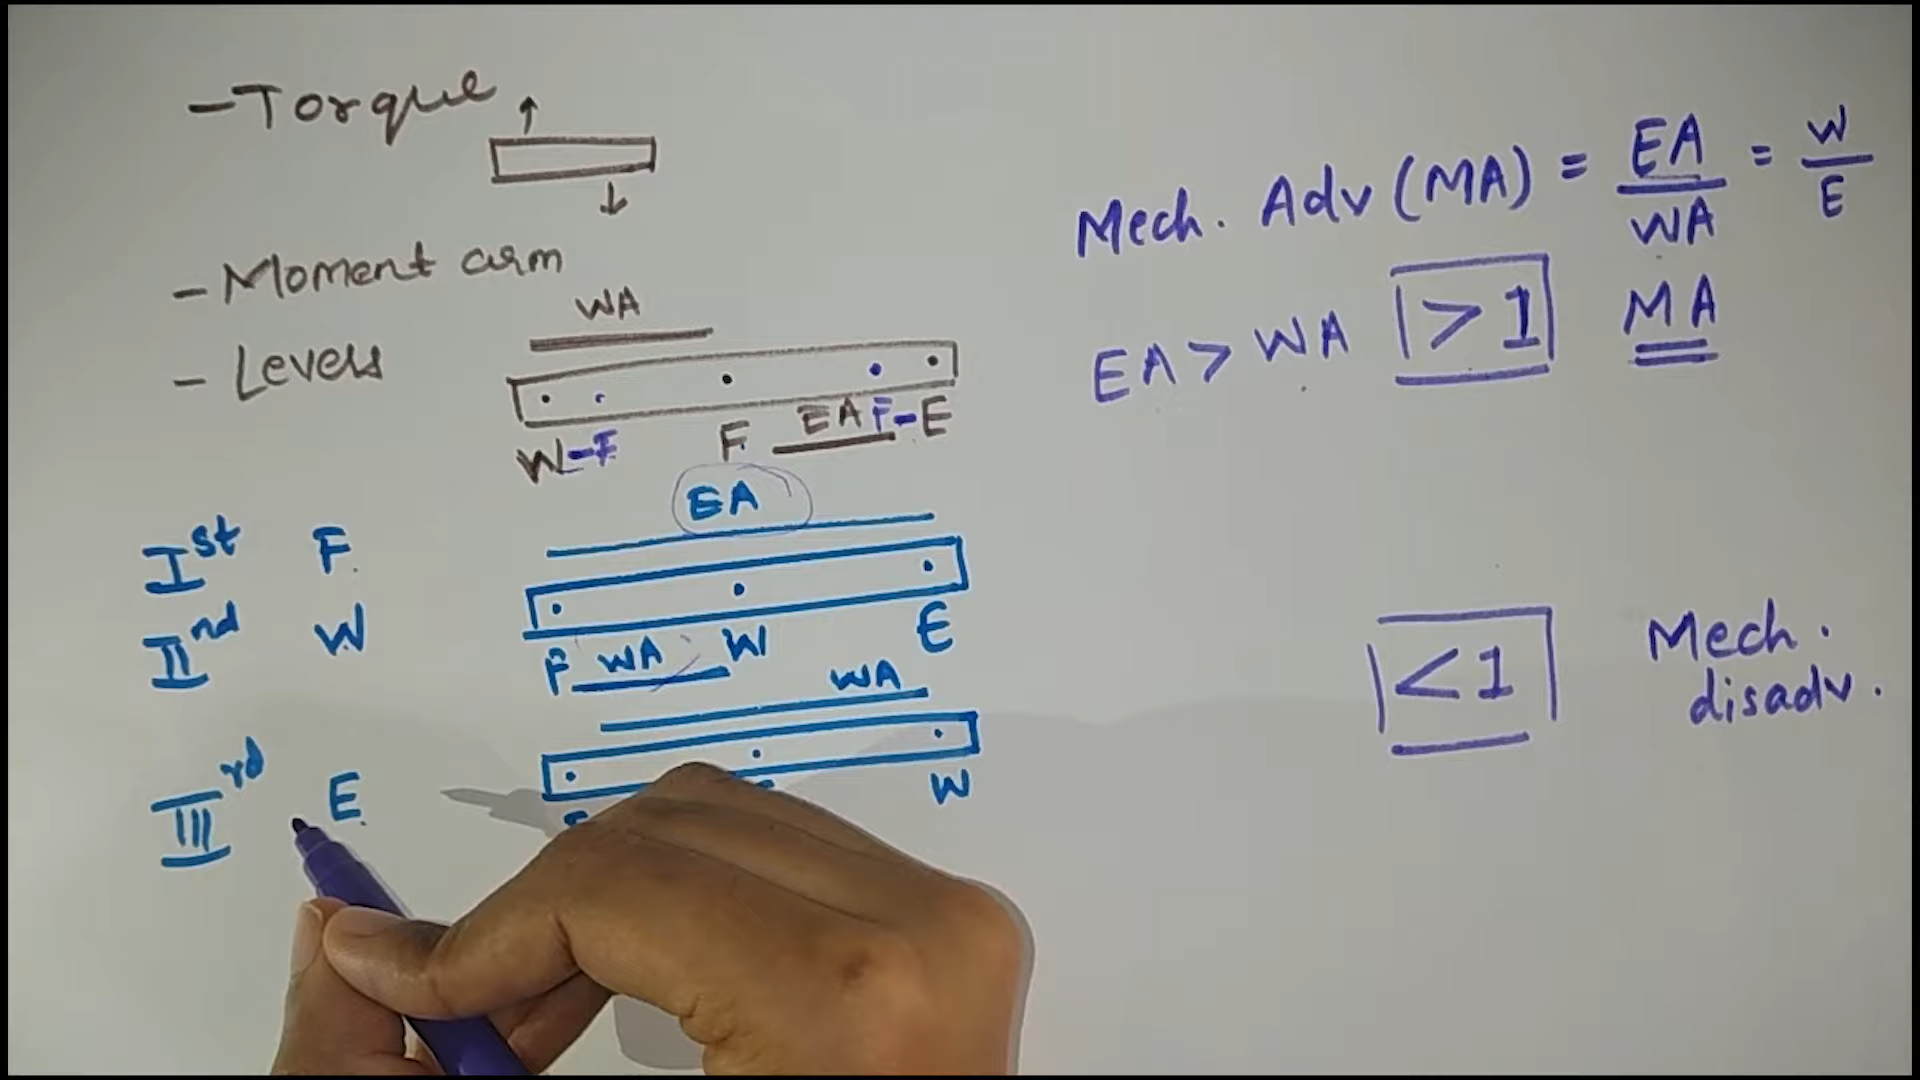 - Torque
- Moment arm
WA
- Levers
W-F F EA F-E
EA
Ist F
IInd W
F WA W E
WA
IIIrd E
W
Mech. Adv (MA) = EA/WA = W/E
EA > WA >1 MA
<1 Mech.
disadv.